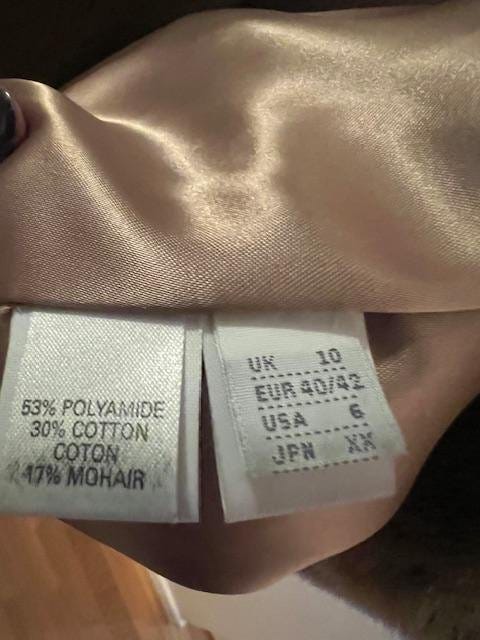 53% POLYAMIDE
30% COTTON
COTON
17% MOHAIR
UK 10
EUR 40/42
USA 6
JPN XX